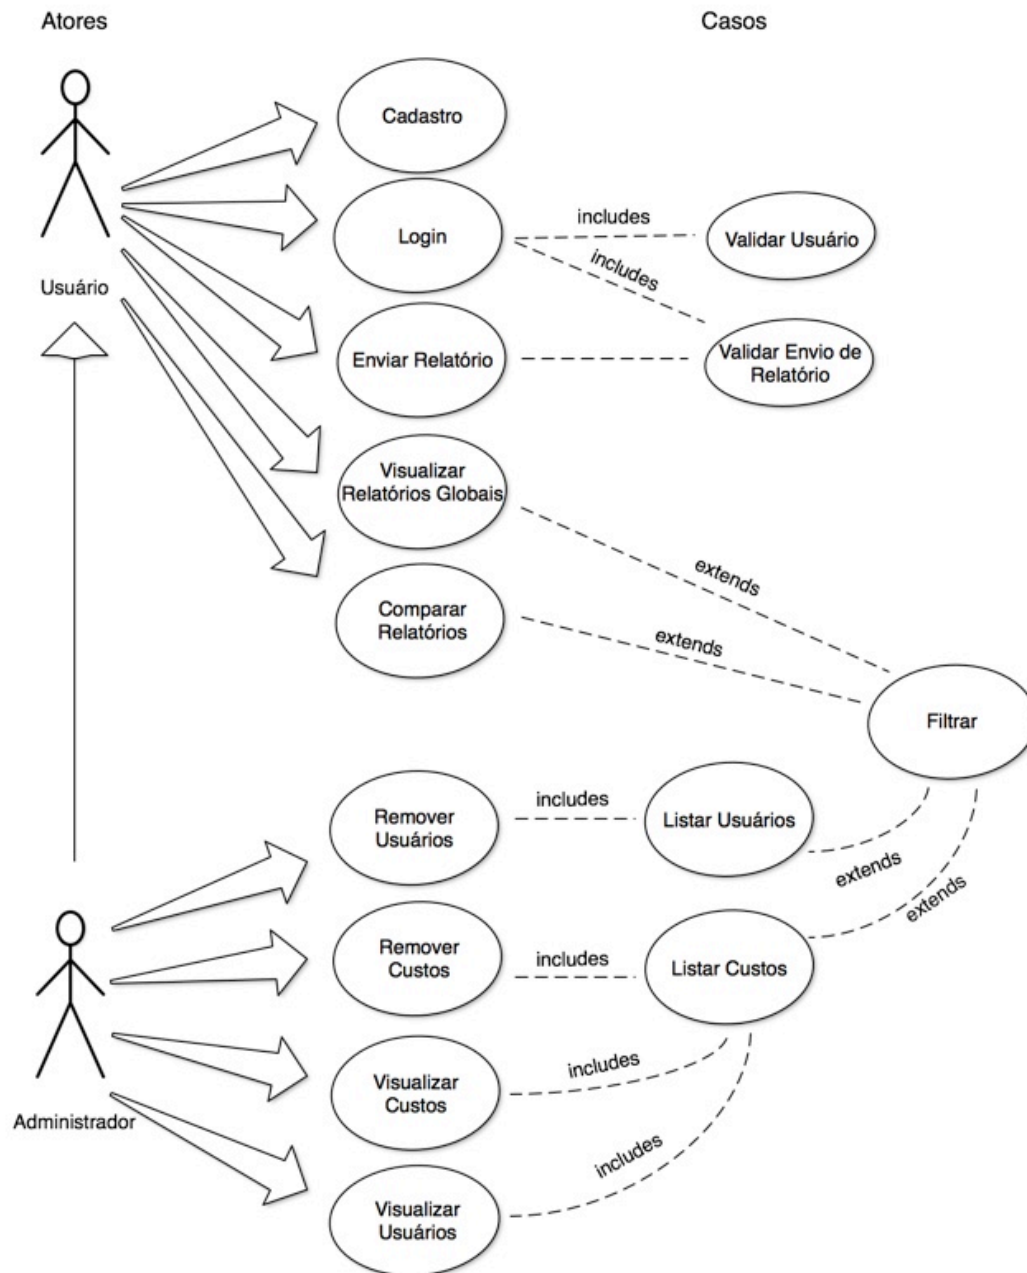 Atores
Casos
Cadastro
Login
includes
Validar Usuário
includes
Usuário
Enviar Relatório
Validar Envio de
Relatório
Visualizar
Relatórios Globais
extends
Comparar
Relatórios
extends
Filtrar
Remover
Usuários
includes
Listar Usuários
extends
extends
Remover
Custos
includes
Listar Custos
Visualizar
Custos
includes
Administrador
includes
Visualizar
Usuários